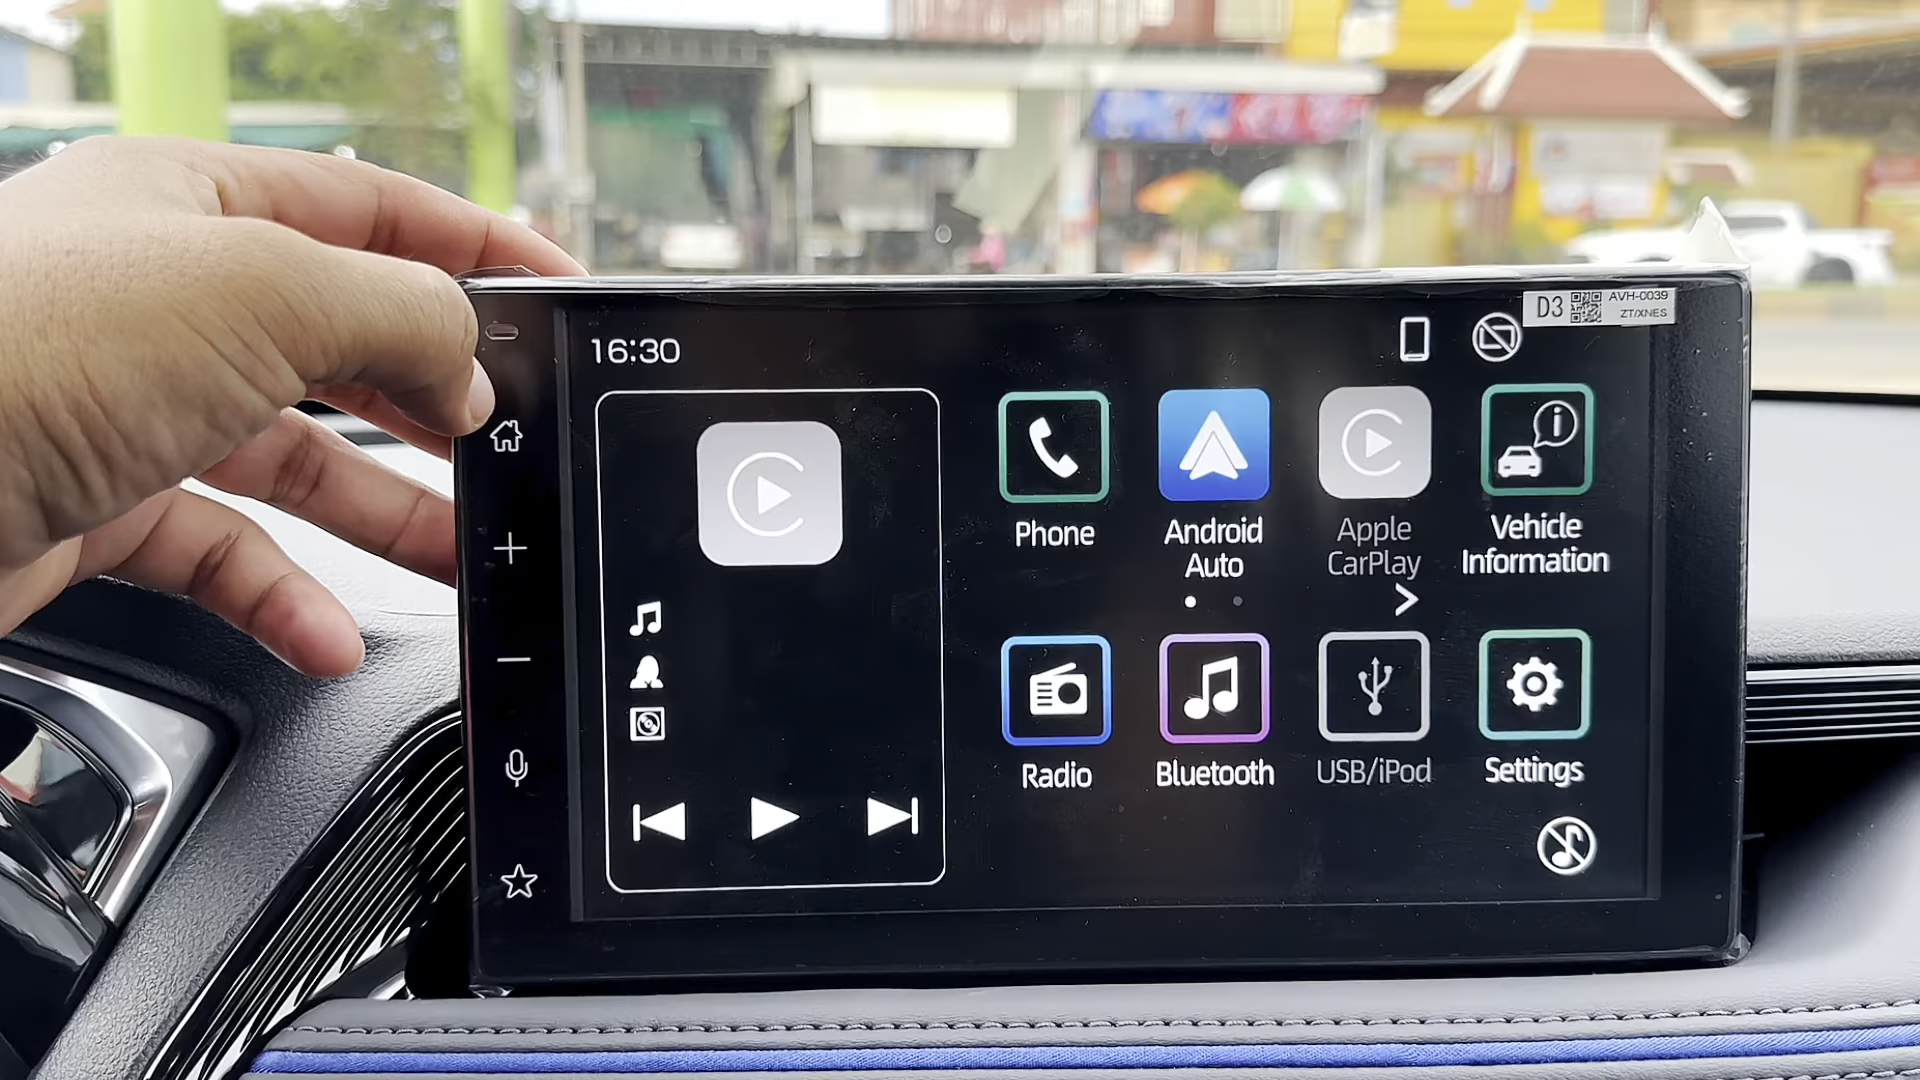 D3 AVH-0039
ZT/XNES
16:30
Phone
Android
Auto
Apple
CarPlay
Vehicle
Information
Radio
Bluetooth
USB/iPod
Settings